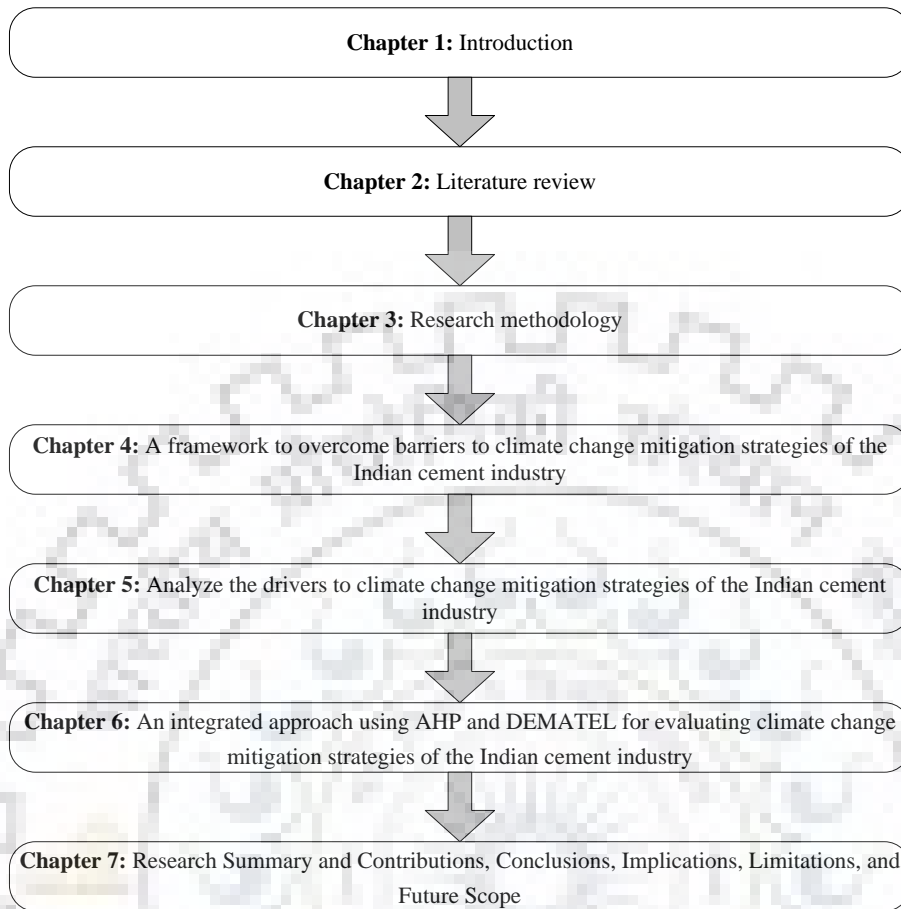 Chapter 1: Introduction
Chapter 2: Literature review
Chapter 3: Research methodology
Chapter 4: A framework to overcome barriers to climate change mitigation strategies of the
Indian cement industry
Chapter 5: Analyze the drivers to climate change mitigation strategies of the Indian cement
industry
Chapter 6: An integrated approach using AHP and DEMATEL for evaluating climate change
mitigation strategies of the Indian cement industry
Chapter 7: Research Summary and Contributions, Conclusions, Implications, Limitations, and
Future Scope